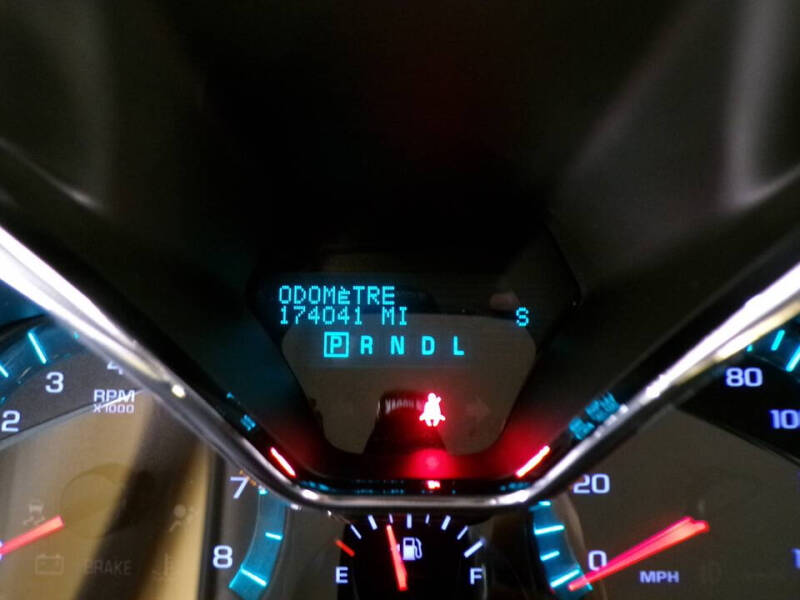 ODOMèTRE
174041 MI S
P R N D L
2 3 4
RPM
X1000
7
8
BRAKE
E F
80
20
0
MPH